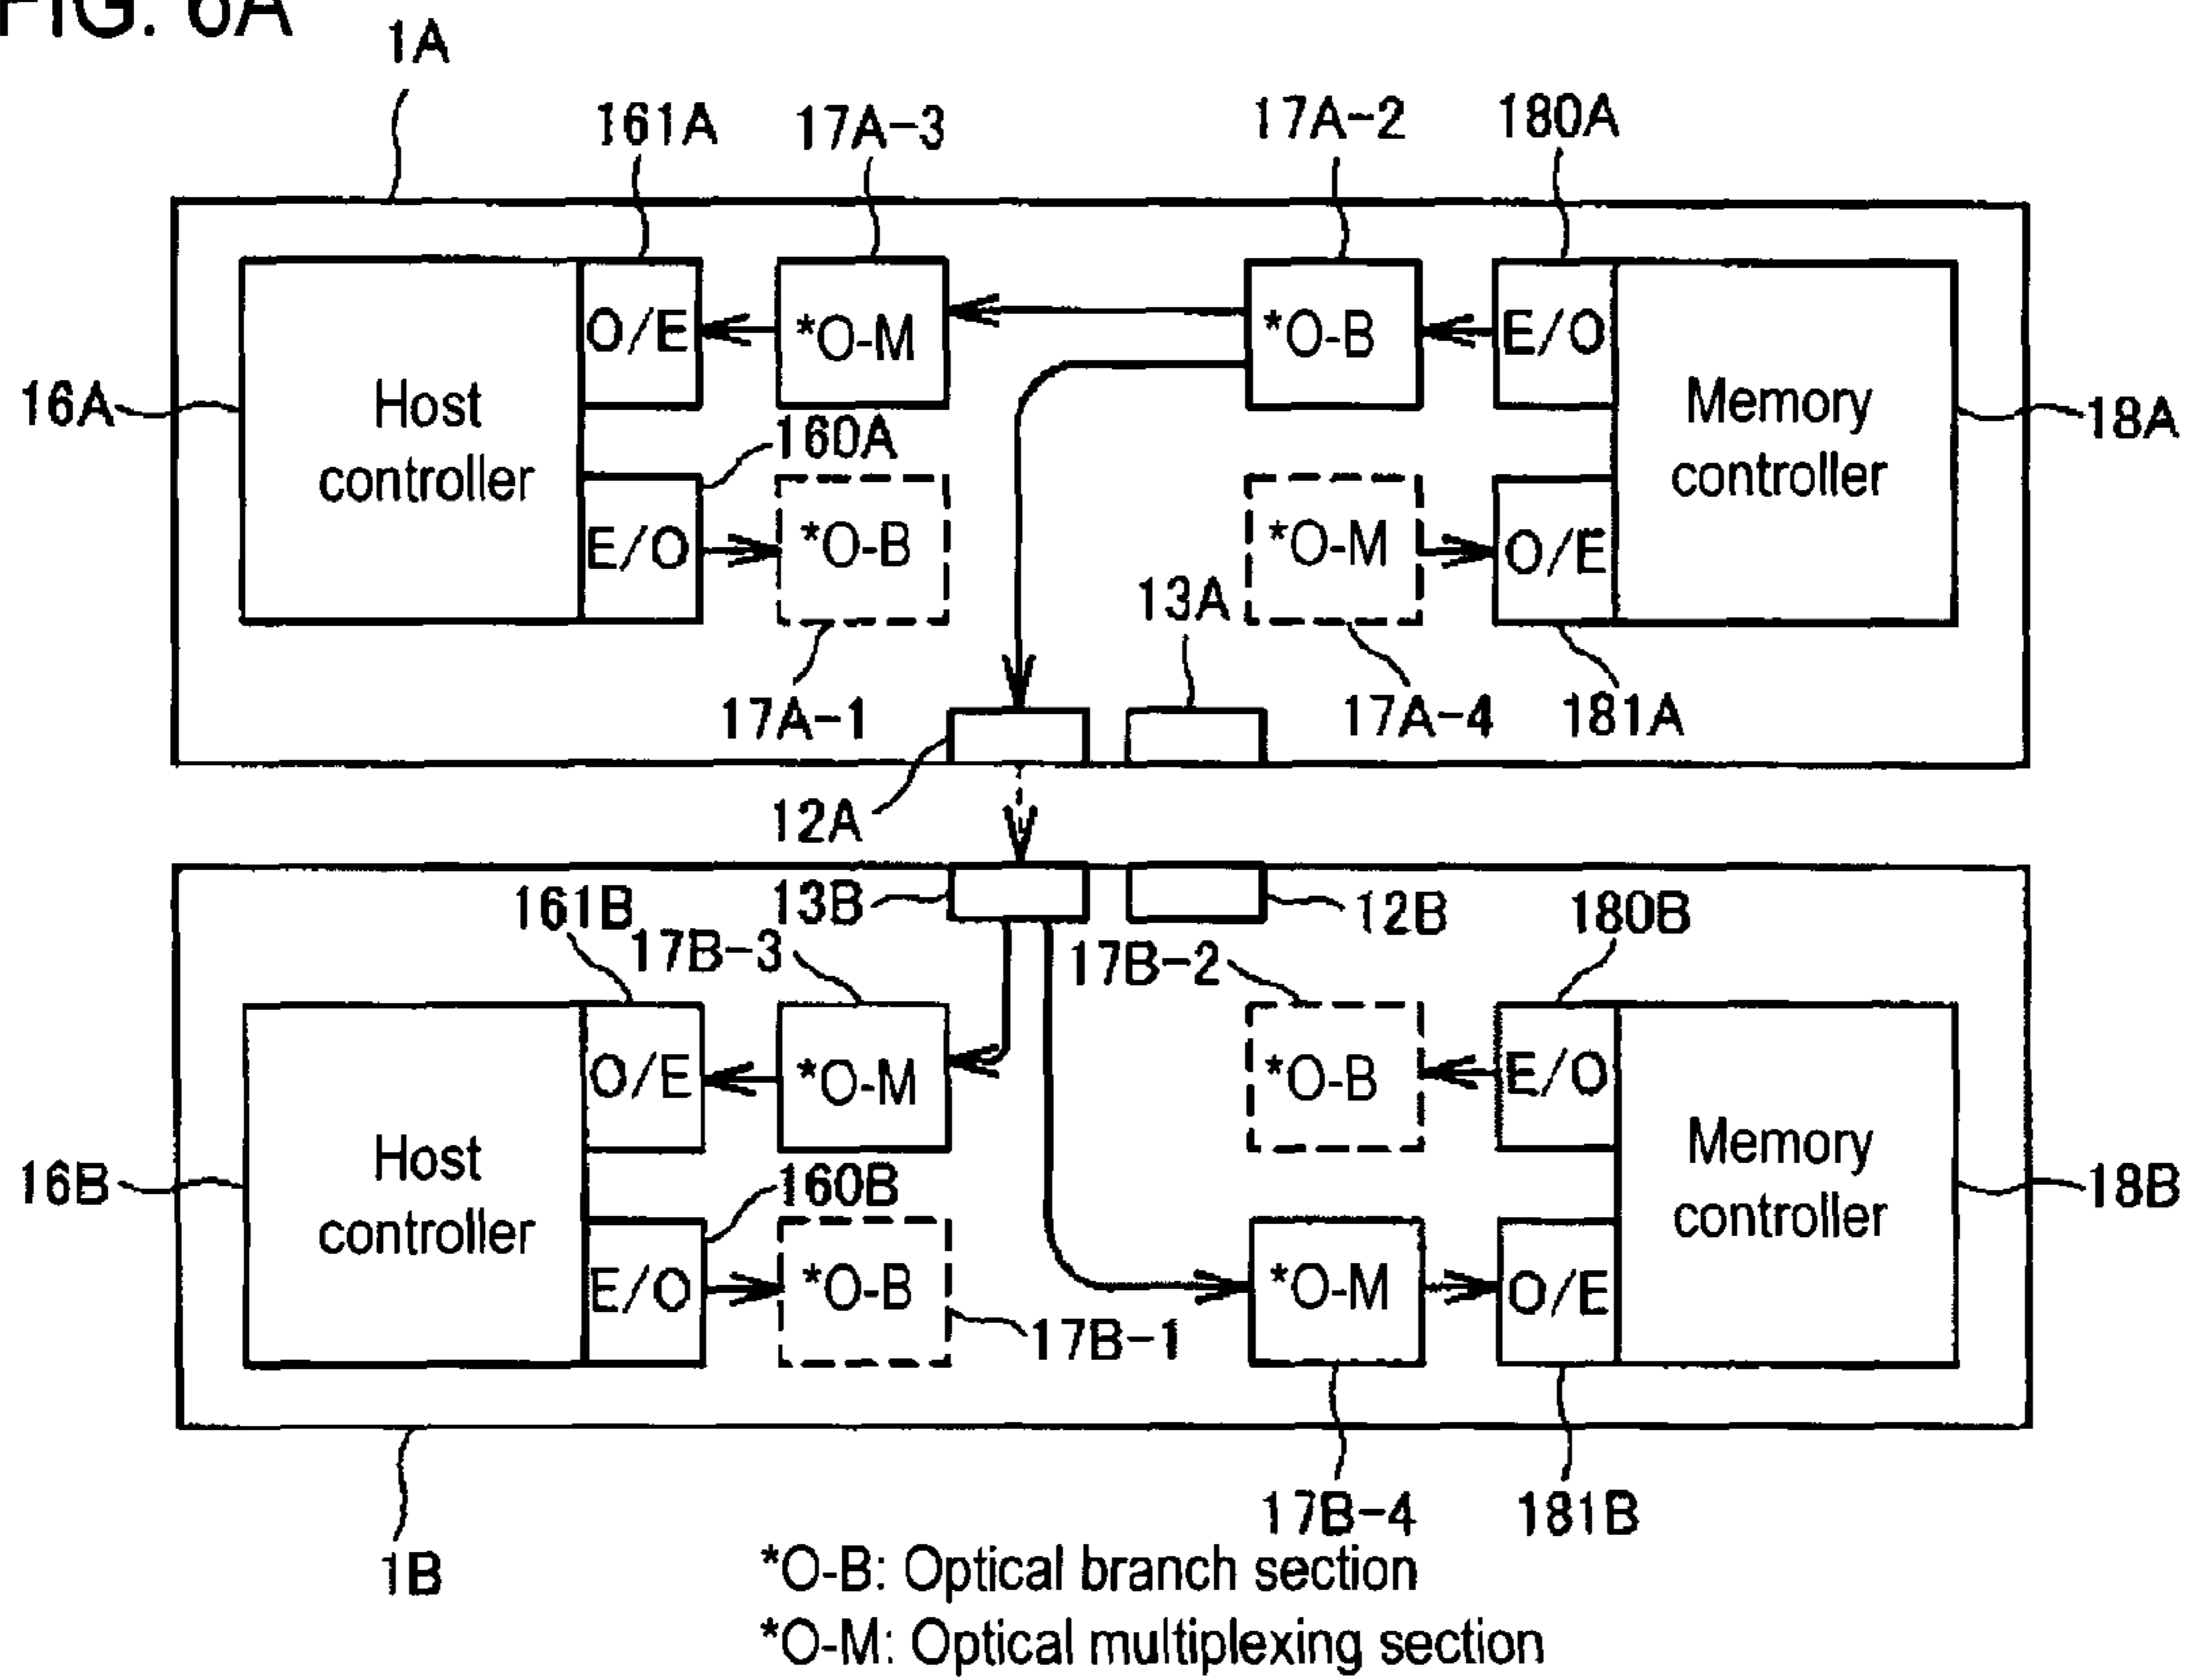 FIG. 6A
1A
161A 17A-3 17A-2 180A
O/E *O-M *O-B E/O
16A Host controller Memory controller 18A
160A
E/O *O-B *O-M O/E
13A
17A-1 17A-4 181A
12A
161B 13B 12B 180B
17B-3 17B-2
O/E *O-M *O-B E/O
16B Host controller Memory controller 18B
160B
E/O *O-B *O-M O/E
17B-1
17B-4 181B
1B
*O-B: Optical branch section
*O-M: Optical multiplexing section